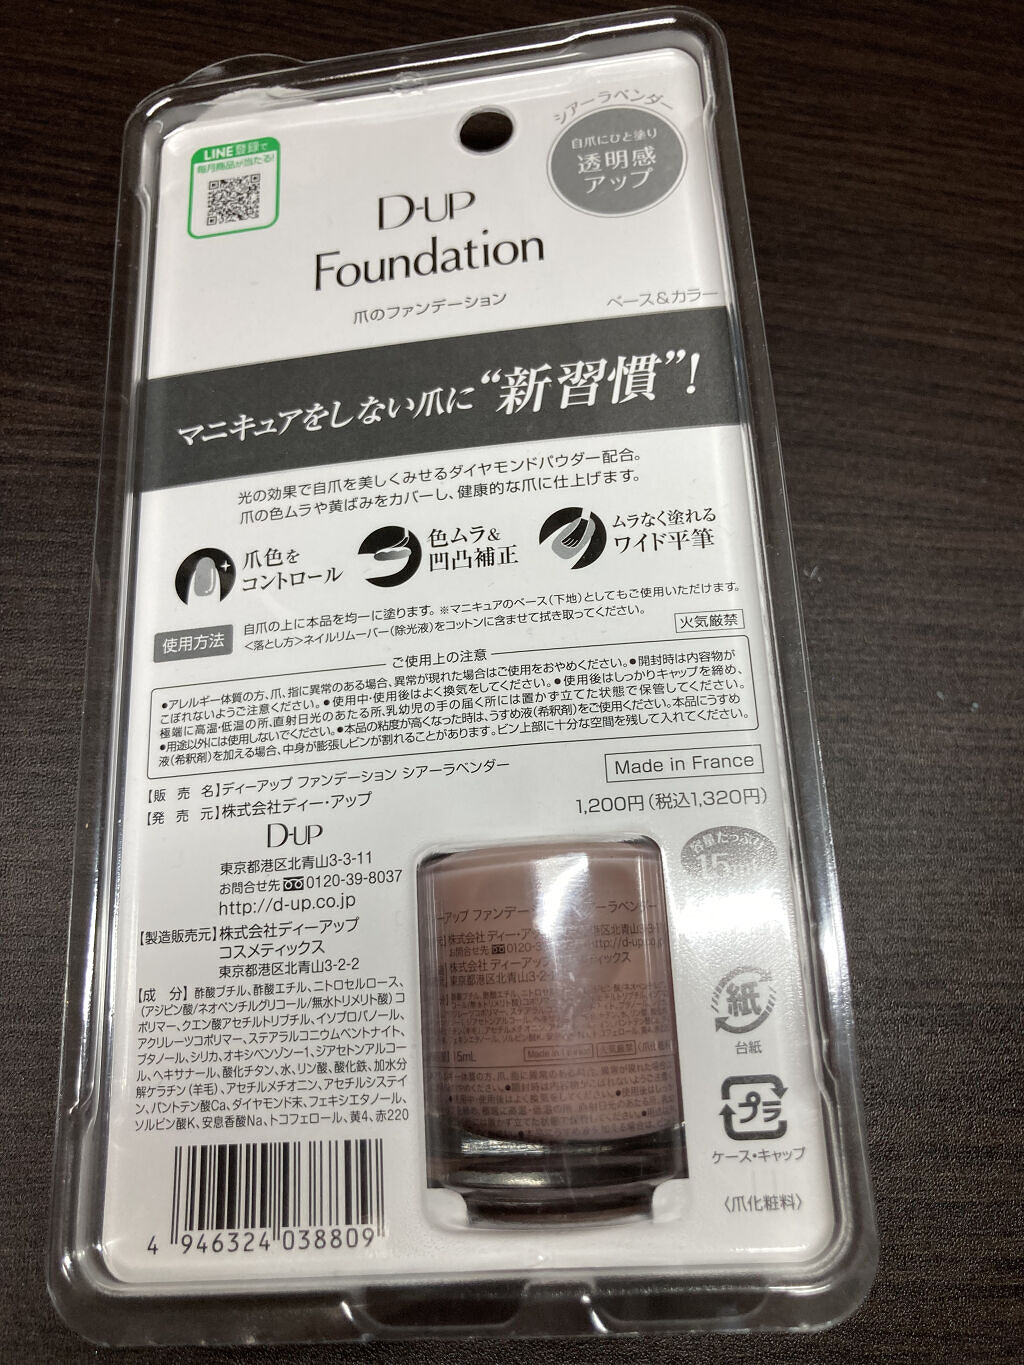 LINE登録で
毎月商品が当たる!
シアーラベンダー
自爪にひと塗り
透明感
アップ
D-UP
Foundation
爪のファンデーション
ベース&カラー
マニキュアをしない爪に“新習慣”!
光の効果で自爪を美しくみせるダイヤモンドパウダー配合。
爪の色ムラや黄ばみをカバーし、健康的な爪に仕上げます。
爪色を
コントロール
色ムラ&
凹凸補正
ムラなく塗れる
ワイド平筆
使用方法
自爪の上に本品を均一に塗ります。※マニキュアのベース(下地)としてもご使用いただけます。
<落とし方>ネイルリムーバー(除光液)をコットンに含ませて拭き取ってください。
火気厳禁
ご使用上の注意
●アレルギー体質の方、爪、指に異常のある場合、異常が現れた場合はご使用をおやめください。●開封時は内容物が
こぼれないようご注意ください。●使用中・使用後はよく換気をしてください。●使用後はしっかりキャップを締め、
極端に高温・低温の所、直射日光のあたる所、乳幼児の手の届く所には置かず立てた状態で保管してください。
●用途以外には使用しないでください。●本品の粘度が高くなった時は、うすめ液(希釈剤)をご使用ください。本品にうすめ
液(希釈剤)を加える場合、中身が膨張しビンが割れることがあります。ビン上部に十分な空間を残して入れてください。
【販売名】ディーアップ ファンデーション シアーラベンダー
Made in France
【発売元】株式会社ディー・アップ
1,200円(税込1,320円)
D-UP
東京都港区北青山3-3-11
お問合せ先 0120-39-8037
http://d-up.co.jp
【製造販売元】株式会社ディーアップ
コスメティックス
東京都港区北青山3-2-2
【成 分】酢酸ブチル、酢酸エチル、ニトロセルロース、
(アジピン酸/ネオペンチルグリコール/無水トリメリト酸)コ
ポリマー、クエン酸アセチルトリブチル、イソプロパノール、
アクリレーツコポリマー、ステアラルコニウムベントナイト、
ブタノール、シリカ、オキシベンゾン-1、ジアセトンアルコー
ル、ヘキサナール、酸化チタン、水、リン酸、酸化鉄、加水分
解ケラチン(羊毛)、アセチルメチオニン、アセチルシステイ
ン、パントテン酸Ca、ダイヤモンド末、フェノキシエタノール、
ソルビン酸K、安息香酸Na、トコフェロール、黄4、赤220
4 946324 038809
容量たっぷり
15
紙
台紙
プラ
ケース・キャップ
〈爪化粧料〉